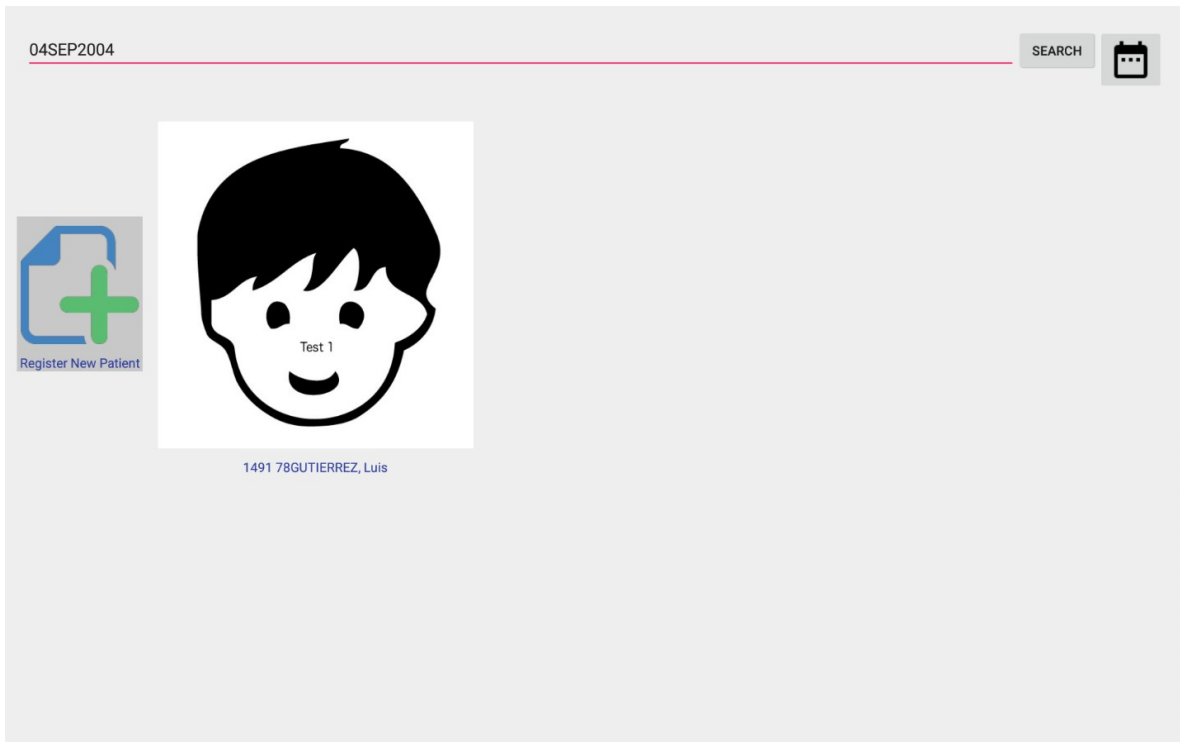 04SEP2004
SEARCH
Test 1
Register New Patient
1491 78GUTIERREZ, Luis